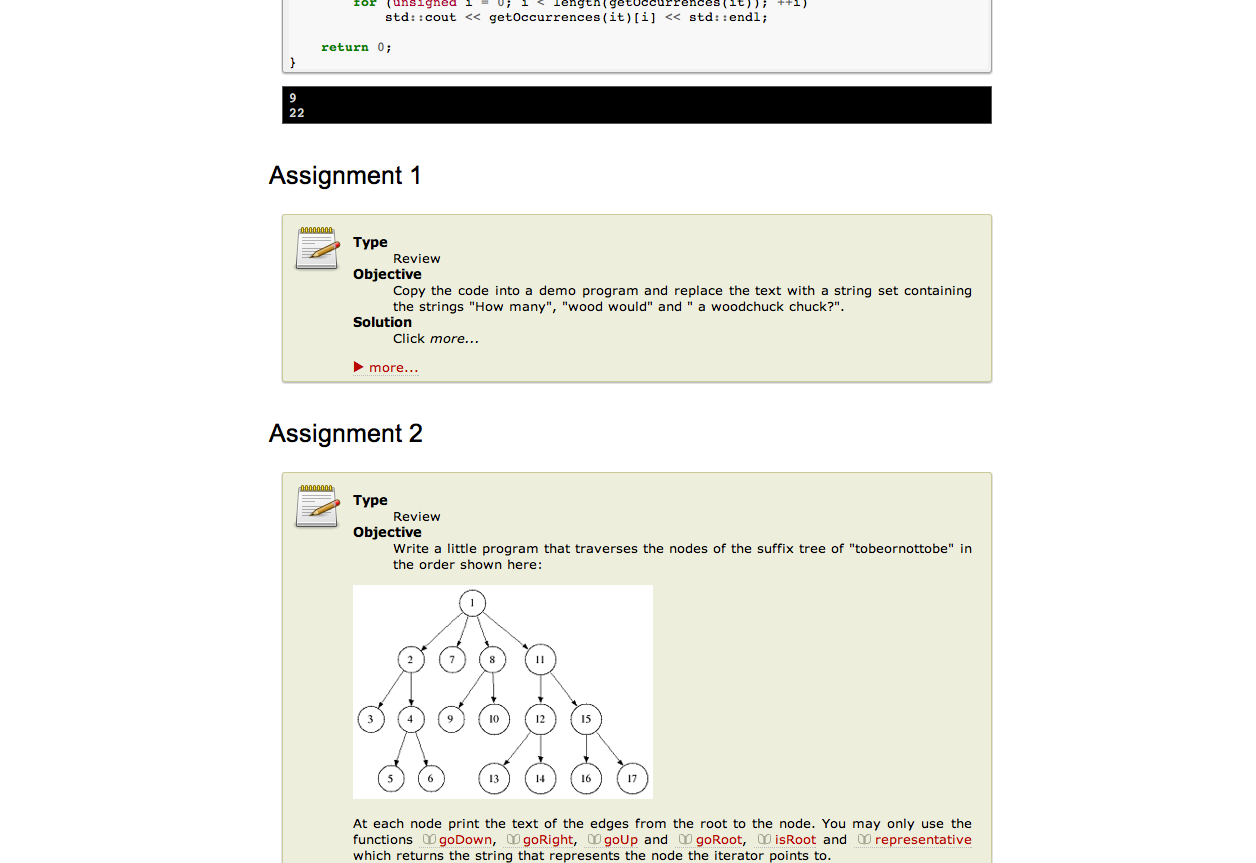 for (unsigned i = 0; i < length(getOccurrences(it)); ++i)
std::cout << getOccurrences(it)[i] << std::endl;
return 0;
}
9
22
Assignment 1
Type
Review
Objective
Copy the code into a demo program and replace the text with a string set containing
the strings "How many", "wood would" and " a woodchuck chuck?".
Solution
Click more...
more...
Assignment 2
Type
Review
Objective
Write a little program that traverses the nodes of the suffix tree of "tobeornottobe" in
the order shown here:
1
2 7 8 11
3 4 9 10 12 15
5 6 13 14 16 17
At each node print the text of the edges from the root to the node. You may only use the
functions goDown, goRight, goUp and goRoot, isRoot and representative
which returns the string that represents the node the iterator points to.